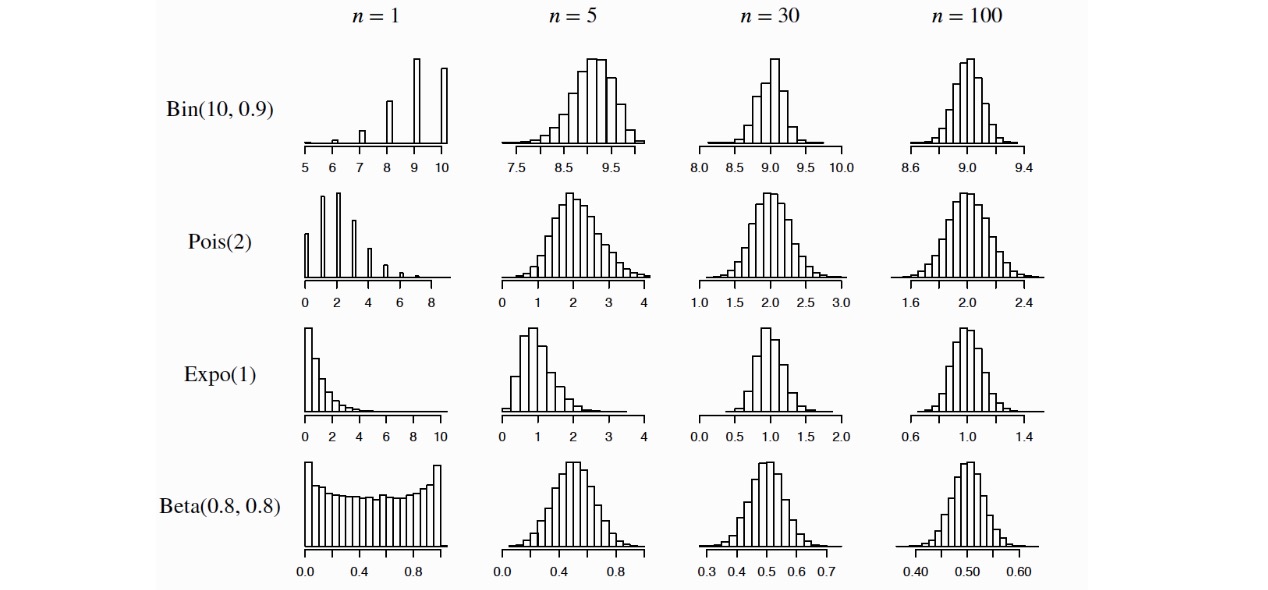 n = 1 n = 5 n = 30 n = 100
Bin(10, 0.9)
5 6 7 8 9 10 7.5 8.5 9.5 8.0 8.5 9.0 9.5 10.0 8.6 9.0 9.4
Pois(2)
0 2 4 6 8 0 1 2 3 4 1.0 1.5 2.0 2.5 3.0 1.6 2.0 2.4
Expo(1)
0 2 4 6 8 10 0 1 2 3 4 0.0 0.5 1.0 1.5 2.0 0.6 1.0 1.4
Beta(0.8, 0.8)
0.0 0.4 0.8 0.0 0.4 0.8 0.3 0.4 0.5 0.6 0.7 0.40 0.50 0.60